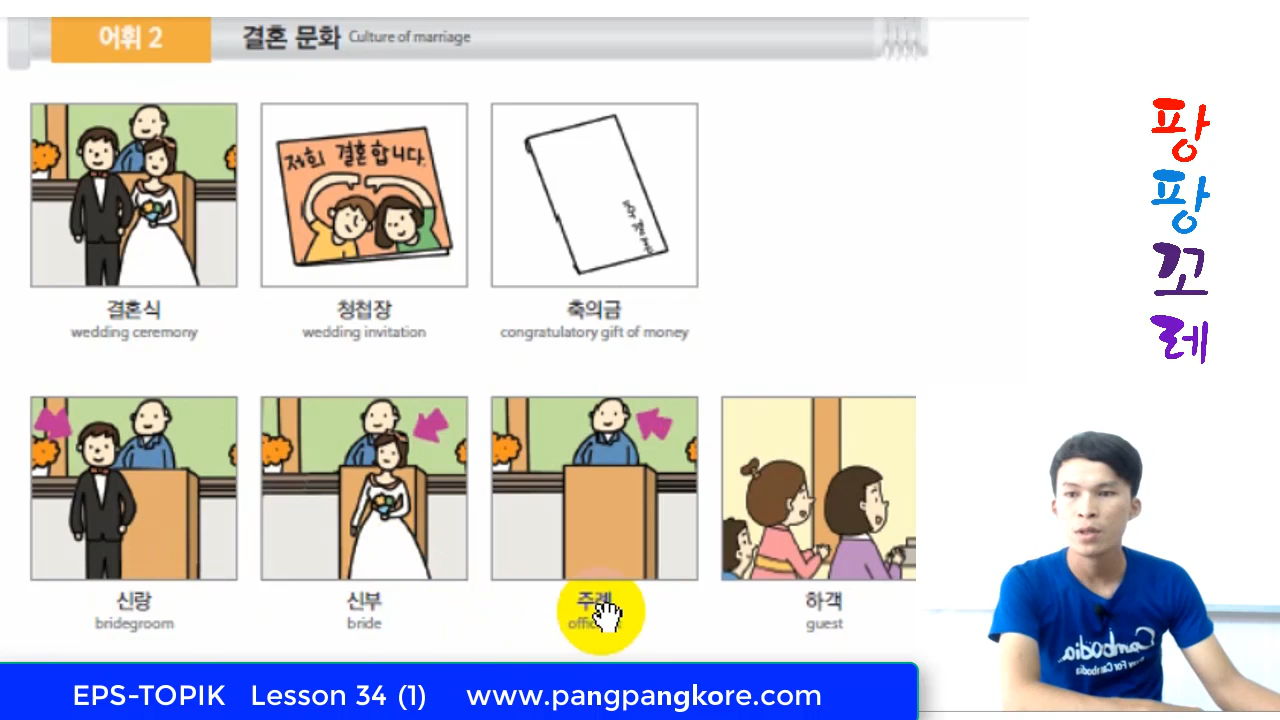 어휘 2 결혼 문화 Culture of marriage
저희 결혼합니다.
결혼식 청첩장 축의금
wedding ceremony wedding invitation congratulatory gift of money
신랑 신부 주례 하객
bridegroom bride guest
팡
팡
꼬
레
Cambodia
For Cambodia
EPS-TOPIK Lesson 34 (1) www.pangpangkore.com